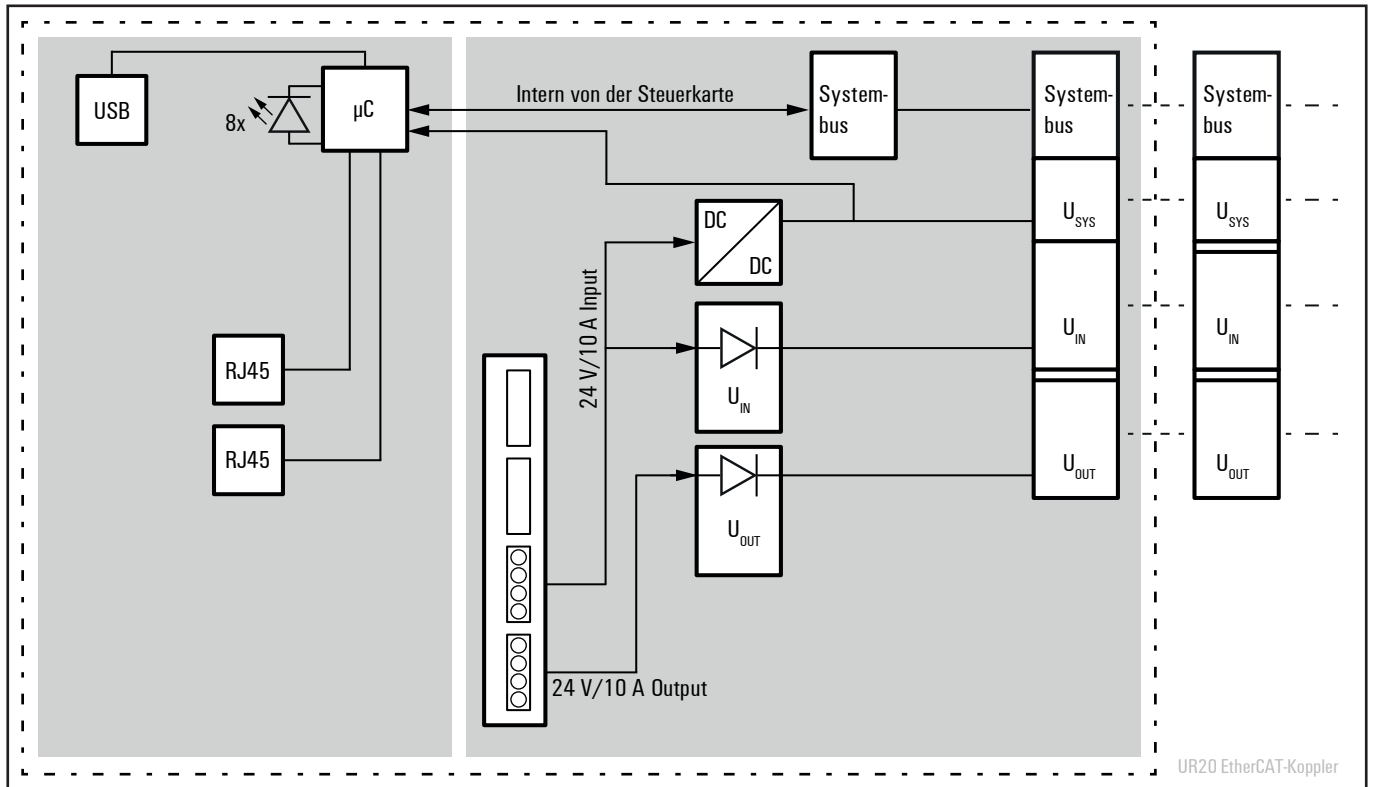 USB
8x
µC
Intern von der Steuerkarte
System-
bus
System-
bus
System-
bus
DC
DC
U_SYS
U_SYS
24 V/10 A Input
U_IN
U_IN
U_IN
RJ45
RJ45
U_OUT
U_OUT
U_OUT
24 V/10 A Output
UR20 EtherCAT-Koppler